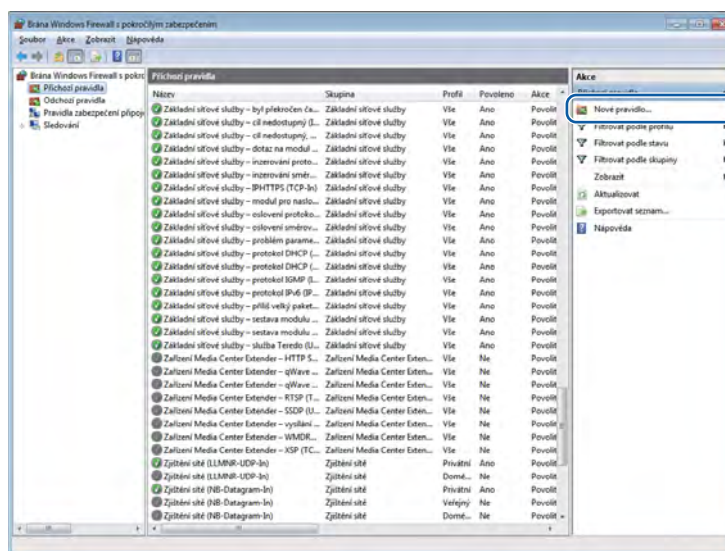 Brána Windows Firewall s pokročilým zabezpečením
Soubor Akce Zobrazit Nápověda
Brána Windows Firewall s pokro
Příchozí pravidla
Odchozí pravidla
Pravidla zabezpečení připoj
Sledování
Příchozí pravidla
Název Skupina Profil Povoleno Akce
Základní síťové služby – byl překročen ča... Základní síťové služby Vše Ano Povolit
Základní síťové služby – cíl nedostupný (I... Základní síťové služby Vše Ano Povolit
Základní síťové služby – cíl nedostupný, ... Základní síťové služby Vše Ano Povolit
Základní síťové služby – dotaz na modul ... Základní síťové služby Vše Ano Povolit
Základní síťové služby – inzerování proto... Základní síťové služby Vše Ano Povolit
Základní síťové služby – inzerování směr... Základní síťové služby Vše Ano Povolit
Základní síťové služby – IPHTTPS (TCP-In) Základní síťové služby Vše Ano Povolit
Základní síťové služby – modul pro naslo... Základní síťové služby Vše Ano Povolit
Základní síťové služby – oslovení protoko... Základní síťové služby Vše Ano Povolit
Základní síťové služby – oslovení směrov... Základní síťové služby Vše Ano Povolit
Základní síťové služby – problém parame... Základní síťové služby Vše Ano Povolit
Základní síťové služby – protokol DHCP (... Základní síťové služby Vše Ano Povolit
Základní síťové služby – protokol DHCP (... Základní síťové služby Vše Ano Povolit
Základní síťové služby – protokol IGMP (I... Základní síťové služby Vše Ano Povolit
Základní síťové služby – protokol IPv6 (IP... Základní síťové služby Vše Ano Povolit
Základní síťové služby – příliš velký paket... Základní síťové služby Vše Ano Povolit
Základní síťové služby – sestava modulu ... Základní síťové služby Vše Ano Povolit
Základní síťové služby – sestava modulu ... Základní síťové služby Vše Ano Povolit
Základní síťové služby – služba Teredo (U... Základní síťové služby Vše Ano Povolit
Zařízení Media Center Extender – HTTP S... Zařízení Media Center Exten... Vše Ne Povolit
Zařízení Media Center Extender – qWave ... Zařízení Media Center Exten... Vše Ne Povolit
Zařízení Media Center Extender – qWave ... Zařízení Media Center Exten... Vše Ne Povolit
Zařízení Media Center Extender – RTSP (T... Zařízení Media Center Exten... Vše Ne Povolit
Zařízení Media Center Extender – SSDP (U... Zařízení Media Center Exten... Vše Ne Povolit
Zařízení Media Center Extender – vysílání ... Zařízení Media Center Exten... Vše Ne Povolit
Zařízení Media Center Extender – WMDR... Zařízení Media Center Exten... Vše Ne Povolit
Zařízení Media Center Extender – XSP (TC... Zařízení Media Center Exten... Vše Ne Povolit
Zjištění sítě (LLMNR-UDP-In) Zjištění sítě Privátní Ano Povolit
Zjištění sítě (LLMNR-UDP-In) Zjištění sítě Domé... Ne Povolit
Zjištění sítě (NB-Datagram-In) Zjištění sítě Privátní Ano Povolit
Zjištění sítě (NB-Datagram-In) Zjištění sítě Veřejný Ne Povolit
Zjištění sítě (NB-Datagram-In) Zjištění sítě Domé... Ne Povolit
Akce
Nové pravidlo...
Filtrovat podle profilu
Filtrovat podle stavu
Filtrovat podle skupiny
Zobrazit
Aktualizovat
Exportovat seznam...
Nápověda